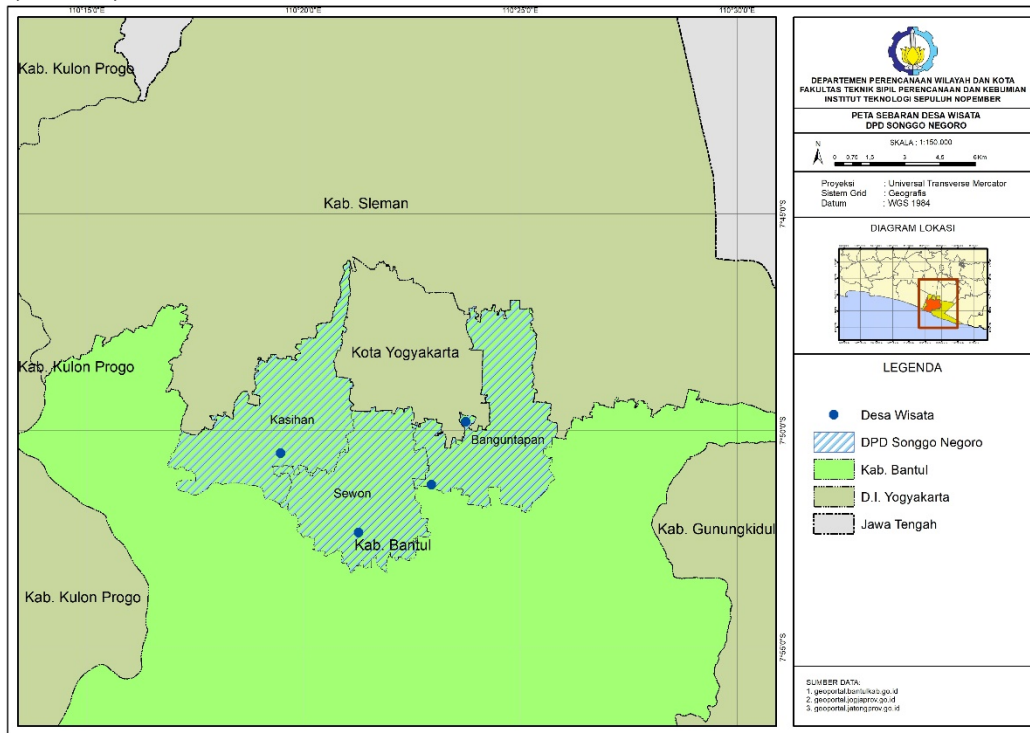 110°15'0"E
110°20'0"E
110°25'0"E
110°30'0"E
Kab. Kulon Progo
Kab. Sleman
7°45'0"S
Kab. Kulon Progo
Kota Yogyakarta
Kasihan
7°50'0"S
Banguntapan
Sewon
Kab. Bantul
Kab. Gunungkidul
Kab. Kulon Progo
7°55'0"S
DEPARTEMEN PERENCANAAN WILAYAH DAN KOTA
FAKULTAS TEKNIK SIPIL PERENCANAAN DAN KEBUMIAN
INSTITUT TEKNOLOGI SEPULUH NOPEMBER
PETA SEBARAN DESA WISATA
DPD SONGGO NEGORO
SKALA : 1:150.000
N
0 0.75 1.5 3 4.5 6 Km
Proyeksi : Universal Transverse Mercator
Sistem Grid : Geografis
Datum : WGS 1984
DIAGRAM LOKASI
LEGENDA
Desa Wisata
DPD Songgo Negoro
Kab. Bantul
D.I. Yogyakarta
Jawa Tengah
SUMBER DATA:
1. geoportal.bantulkab.go.id
2. geoportal.jogjaprov.go.id
3. geoportal.jatengprov.go.id